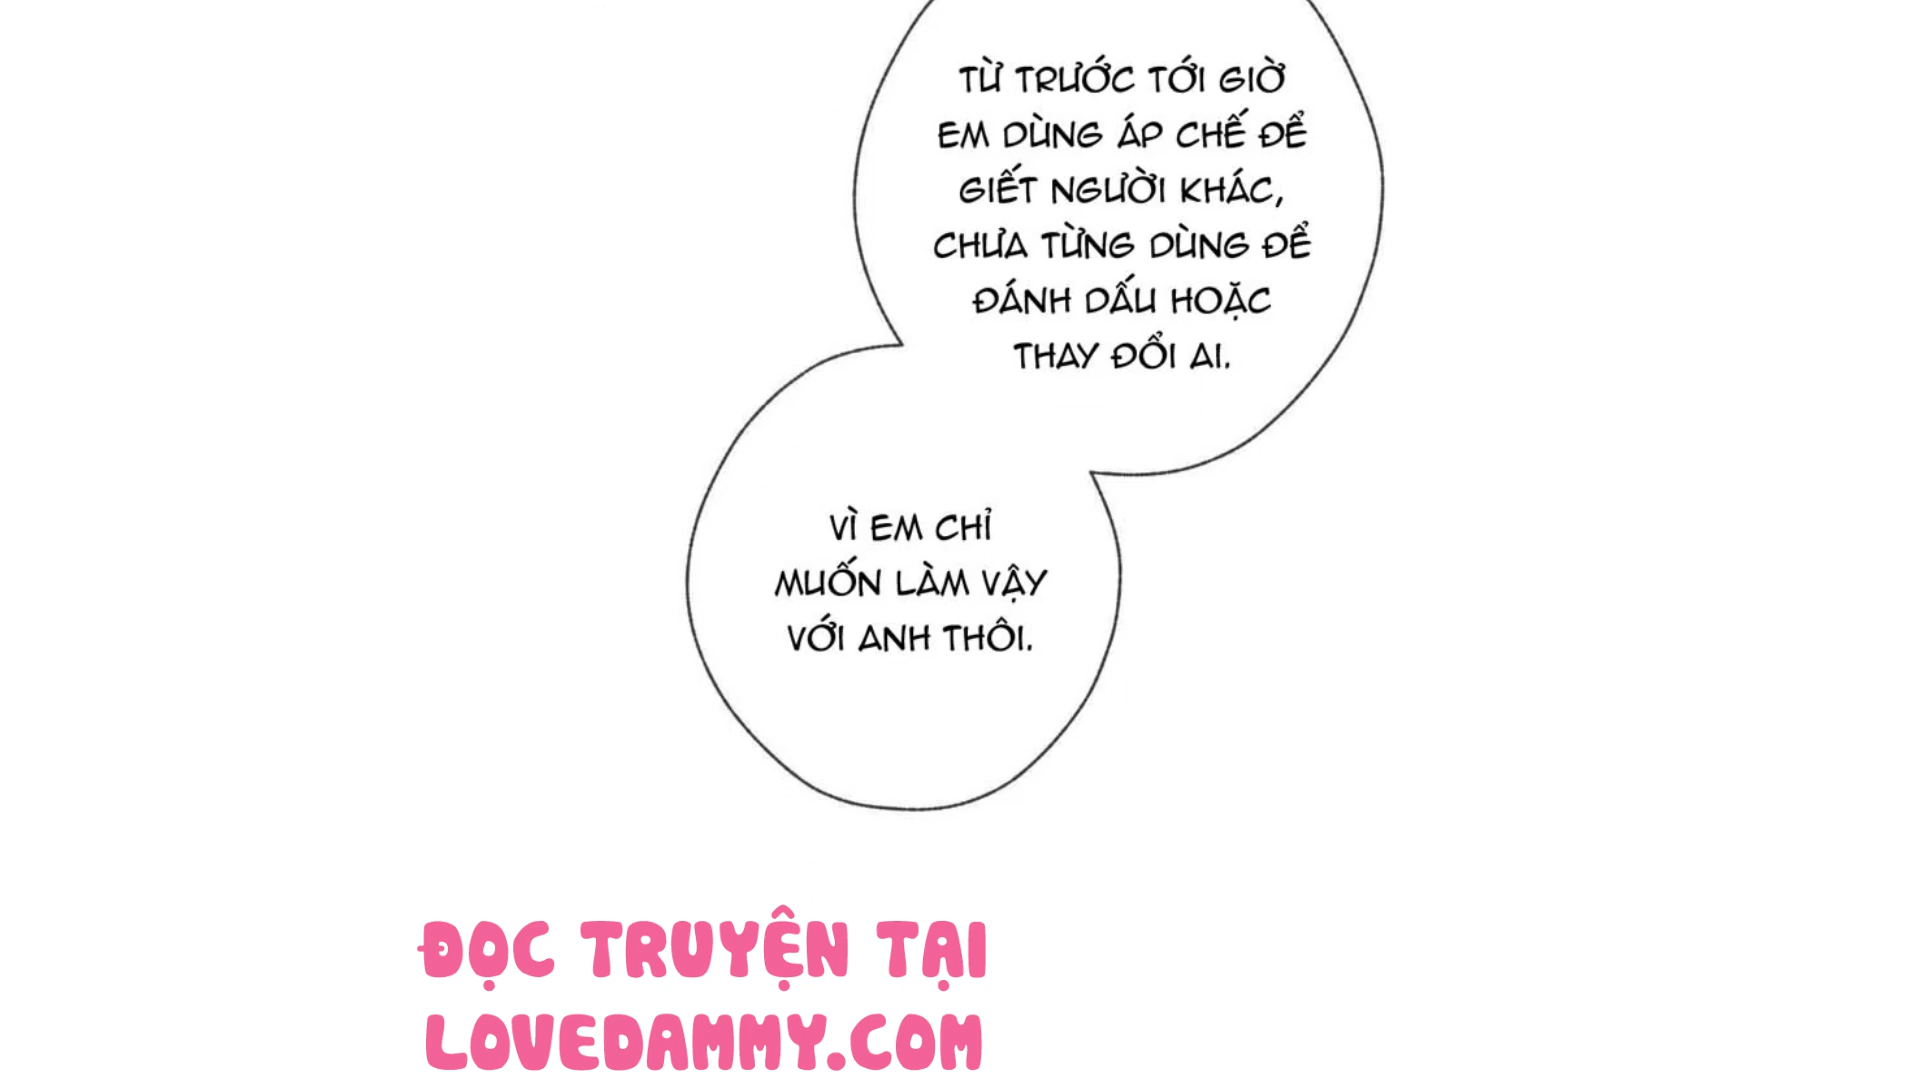 TỪ TRƯỚC TỚI GIỜ
EM DÙNG ÁP CHẾ ĐỂ
GIẾT NGƯỜI KHÁC,
CHƯA TỪNG DÙNG ĐỂ
ĐÁNH DẤU HOẶC
THAY ĐỔI AI.
VÌ EM CHỈ
MUỐN LÀM VẬY
VỚI ANH THÔI.
ĐỌC TRUYỆN TẠI
LOVEDAMMY.COM